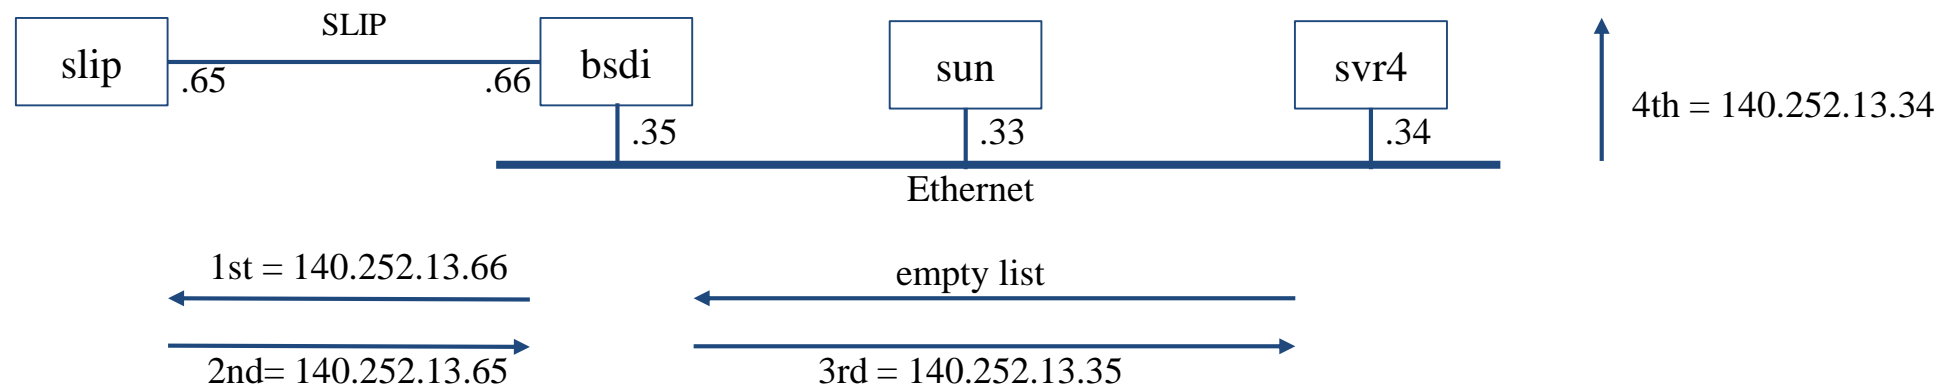 SLIP
slip
bsdi
sun
svr4
.65
.66
.35
.33
.34
4th = 140.252.13.34
Ethernet
1st = 140.252.13.66
empty list
2nd= 140.252.13.65
3rd = 140.252.13.35